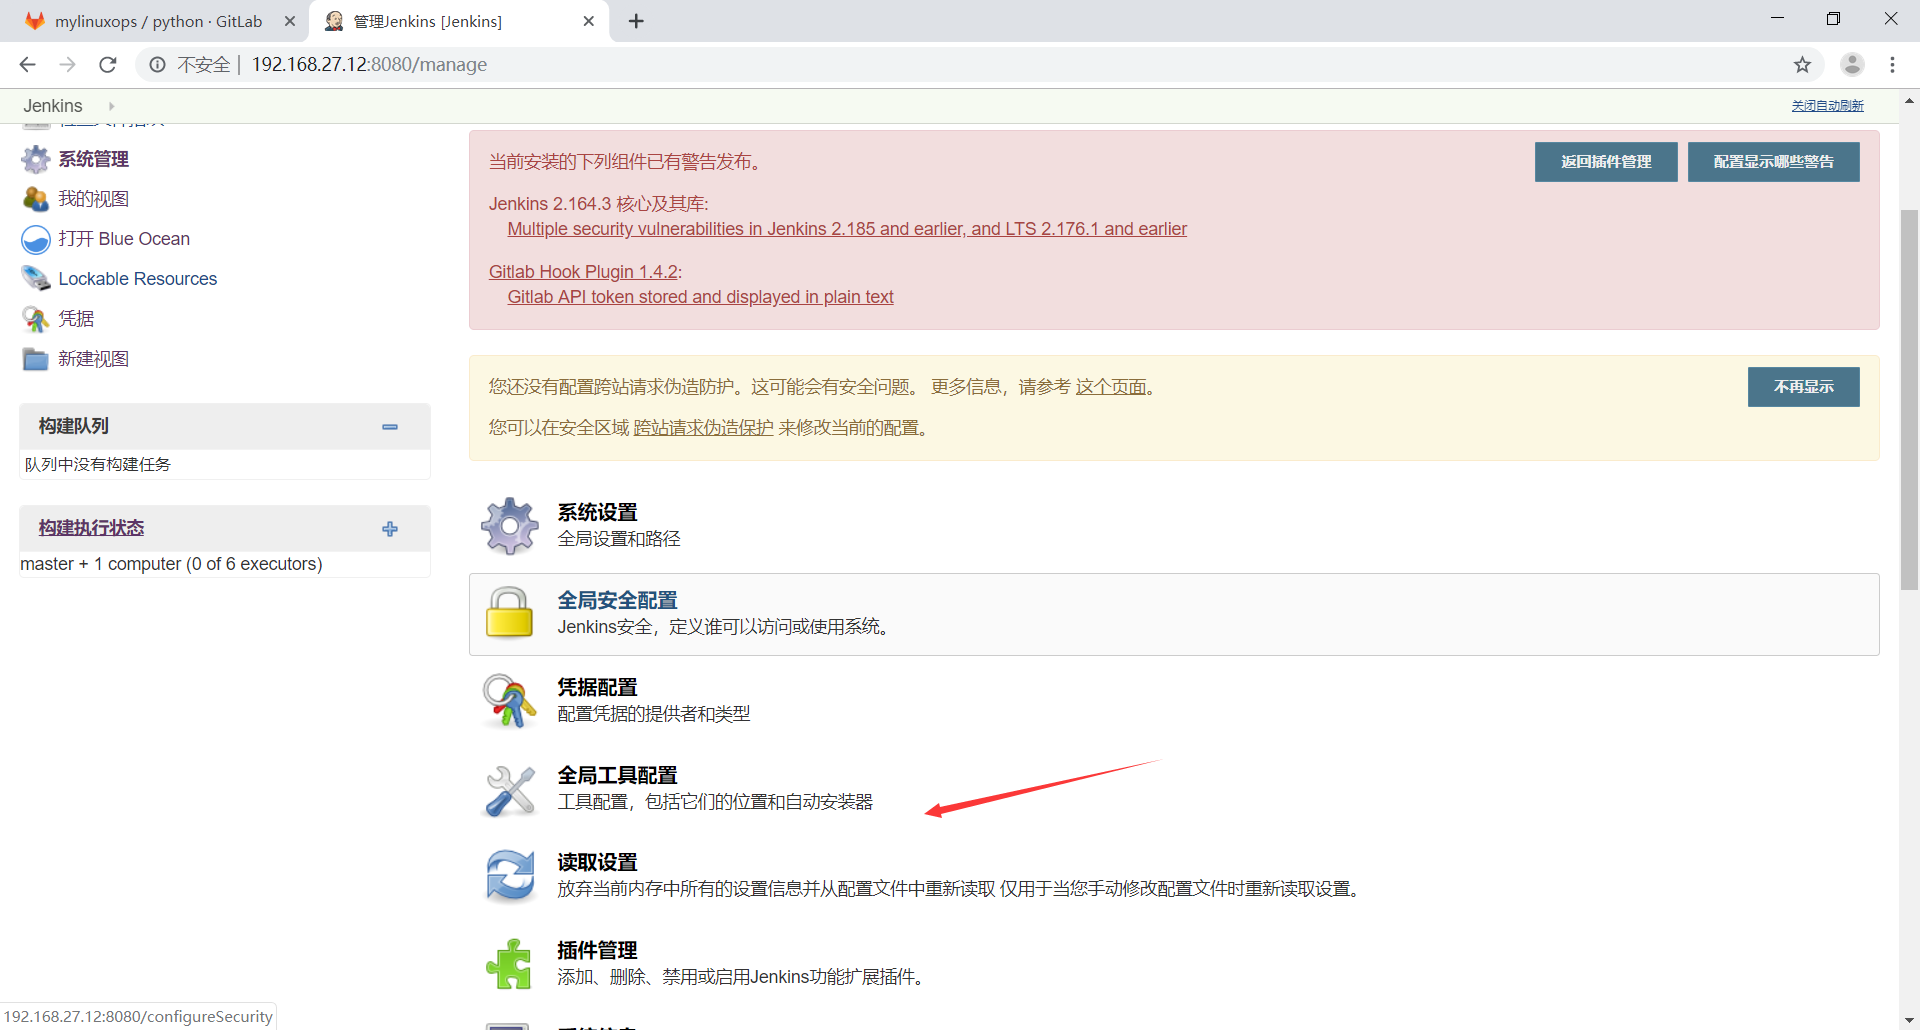 mylinuxops / python · GitLab
管理Jenkins [Jenkins]
不安全 | 192.168.27.12:8080/manage
Jenkins
关闭自动刷新
系统管理
我的视图
打开 Blue Ocean
Lockable Resources
凭据
新建视图
构建队列
队列中没有构建任务
构建执行状态
master + 1 computer (0 of 6 executors)
当前安装的下列组件已有警告发布。
返回插件管理
配置显示哪些警告
Jenkins 2.164.3 核心及其库:
Multiple security vulnerabilities in Jenkins 2.185 and earlier, and LTS 2.176.1 and earlier
Gitlab Hook Plugin 1.4.2:
Gitlab API token stored and displayed in plain text
您还没有配置跨站请求伪造防护。这可能会有安全问题。 更多信息，请参考 这个页面。
不再显示
您可以在安全区域 跨站请求伪造保护 来修改当前的配置。
系统设置
全局设置和路径
全局安全配置
Jenkins安全，定义谁可以访问或使用系统。
凭据配置
配置凭据的提供者和类型
全局工具配置
工具配置，包括它们的位置和自动安装器
读取设置
放弃当前内存中所有的设置信息并从配置文件中重新读取 仅用于当您手动修改配置文件时重新读取设置。
插件管理
添加、删除、禁用或启用Jenkins功能扩展插件。
192.168.27.12:8080/configureSecurity